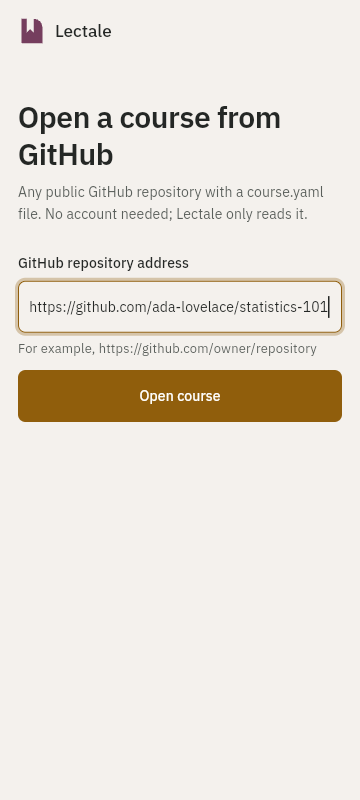 Lectale
Open a course from
GitHub
Any public GitHub repository with a course.yaml
file. No account needed; Lectale only reads it.
GitHub repository address
https://github.com/ada-lovelace/statistics-101
For example, https://github.com/owner/repository
Open course